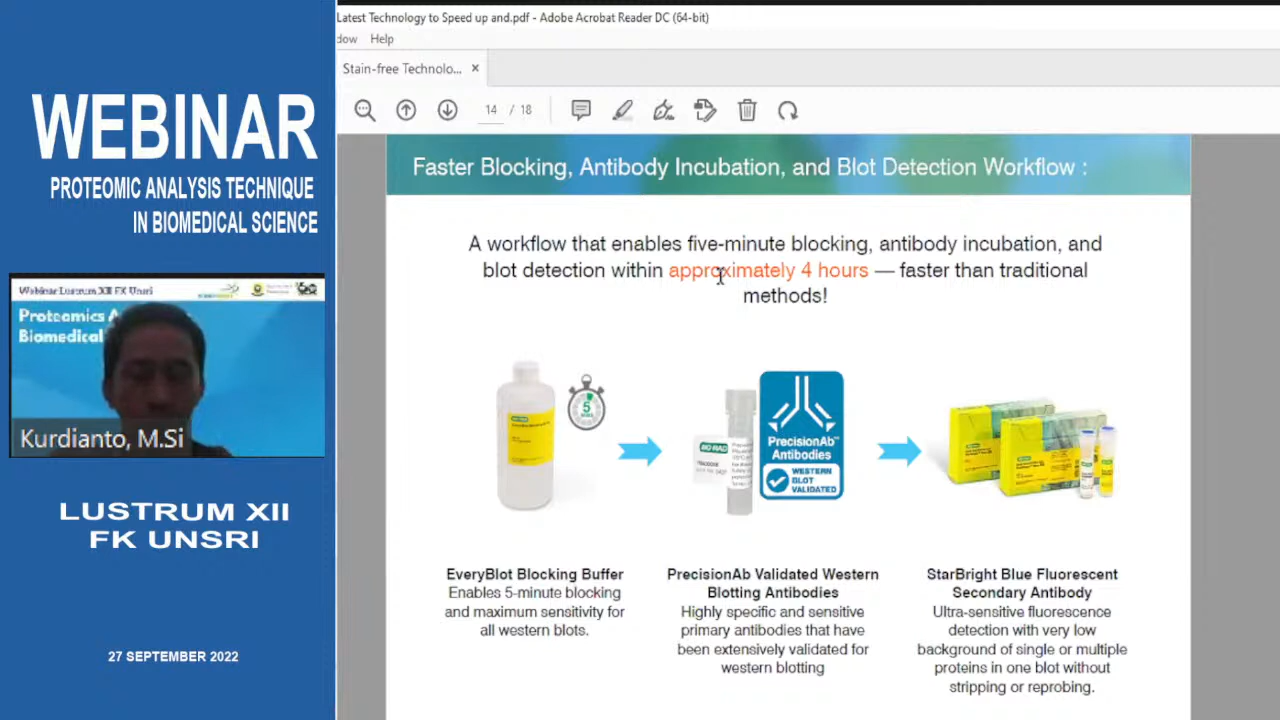 Latest Technology to Speed up and.pdf - Adobe Acrobat Reader DC (64-bit)
dow Help
Stain-free Technolo... ×
14 / 18
WEBINAR
PROTEOMIC ANALYSIS TECHNIQUE
IN BIOMEDICAL SCIENCE
Webinar Lustrum XII FK Unsri
Proteomics A
Biomedical
Kurdianto, M.Si
LUSTRUM XII
FK UNSRI
27 SEPTEMBER 2022
Faster Blocking, Antibody Incubation, and Blot Detection Workflow :
A workflow that enables five-minute blocking, antibody incubation, and
blot detection within approximately 4 hours — faster than traditional
methods!
5
BIO-RAD
PrecisionAb™
Antibodies
WESTERN
BLOT
VALIDATED
EveryBlot Blocking Buffer
Enables 5-minute blocking
and maximum sensitivity for
all western blots.
PrecisionAb Validated Western
Blotting Antibodies
Highly specific and sensitive
primary antibodies that have
been extensively validated for
western blotting
StarBright Blue Fluorescent
Secondary Antibody
Ultra-sensitive fluorescence
detection with very low
background of single or multiple
proteins in one blot without
stripping or reprobing.